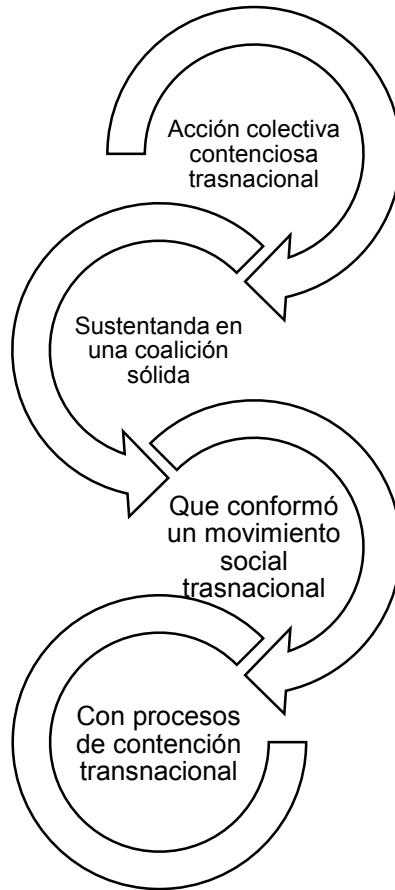 Acción colectiva
contenciosa
trasnacional
Sustentanda en
una coalición
sólida
Que conformó
un movimiento
social
trasnacional
Con procesos
de contención
transnacional